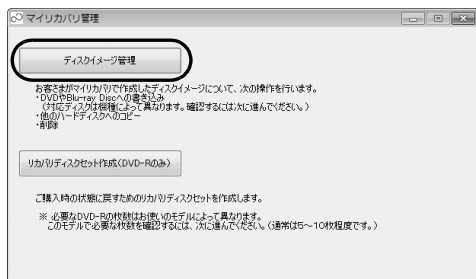 マイリカバリ管理
ディスクイメージ管理
お客さまがマイリカバリで作成したディスクイメージについて、次の操作を行います。
・DVDやBlu-ray Discへの書き込み
(対応ディスクは機種によって異なります。確認するには次に進んでください。)
・他のハードディスクへのコピー
・削除
リカバリディスクセット作成(DVD-Rのみ)
ご購入時の状態に戻すためのリカバリディスクセットを作成します。
※ 必要なDVD-Rの枚数はお使いのモデルによって異なります。
このモデルで必要な枚数を確認するには、次に進んでください。(通常は5～10枚程度です。)